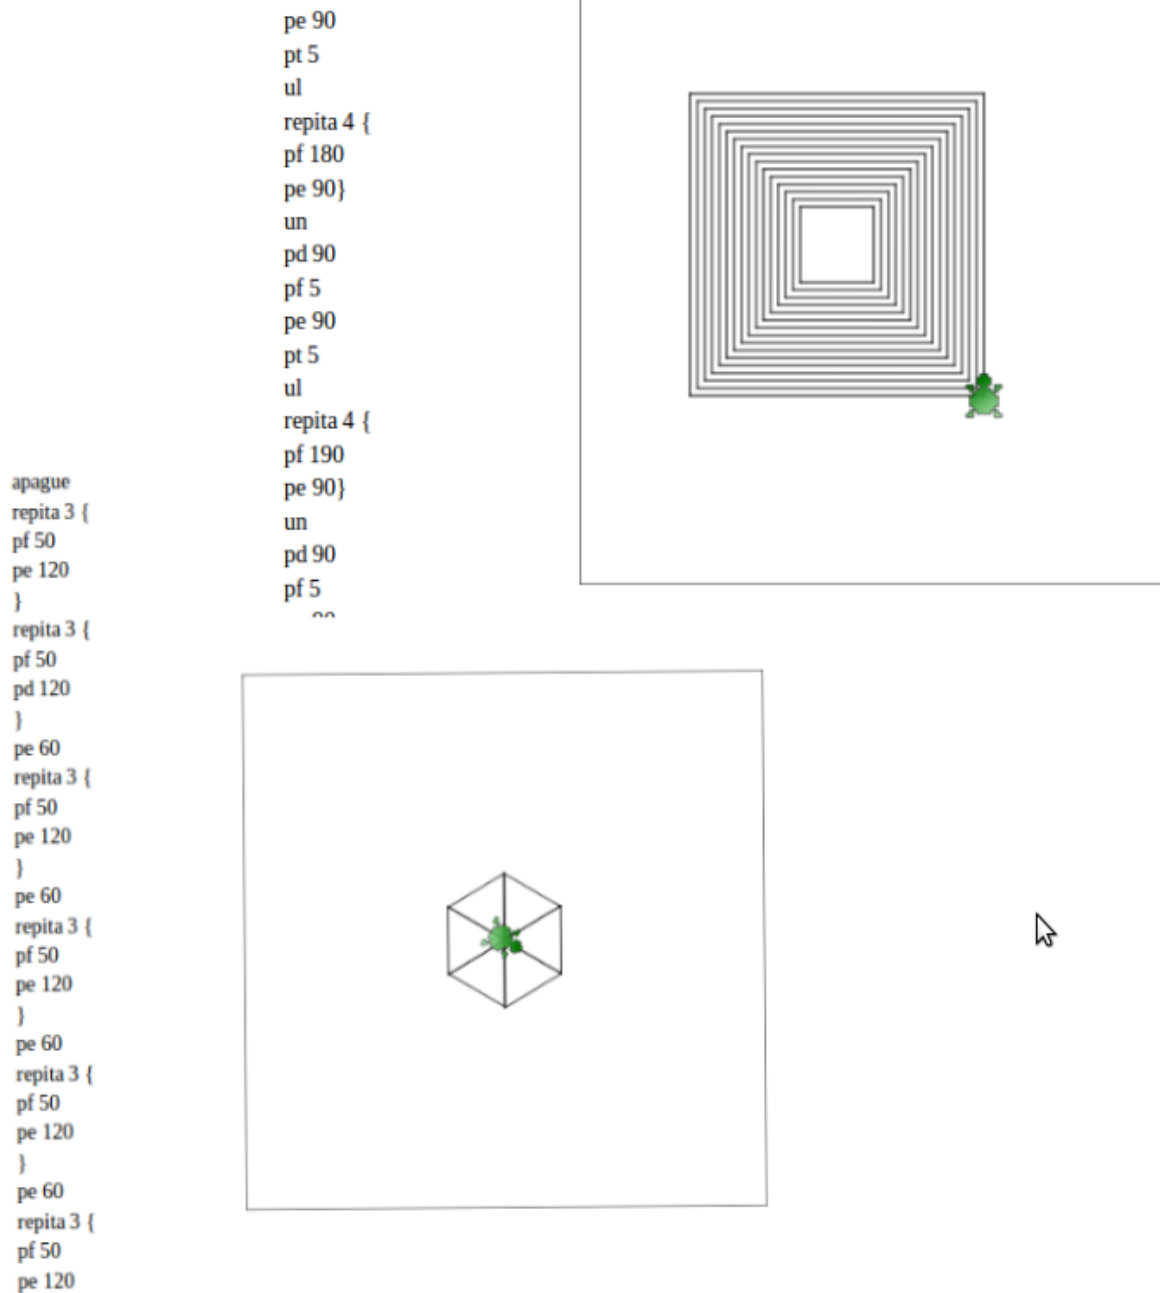 pe 90
pt 5
ul
repita 4 {
pf 180
pe 90}
un
pd 90
pf 5
pe 90
pt 5
ul
repita 4 {
pf 190
pe 90}
un
pd 90
pf 5
apague
repita 3 {
pf 50
pe 120
}
repita 3 {
pf 50
pd 120
}
pe 60
repita 3 {
pf 50
pe 120
}
pe 60
repita 3 {
pf 50
pe 120
}
pe 60
repita 3 {
pf 50
pe 120
}
pe 60
repita 3 {
pf 50
pe 120